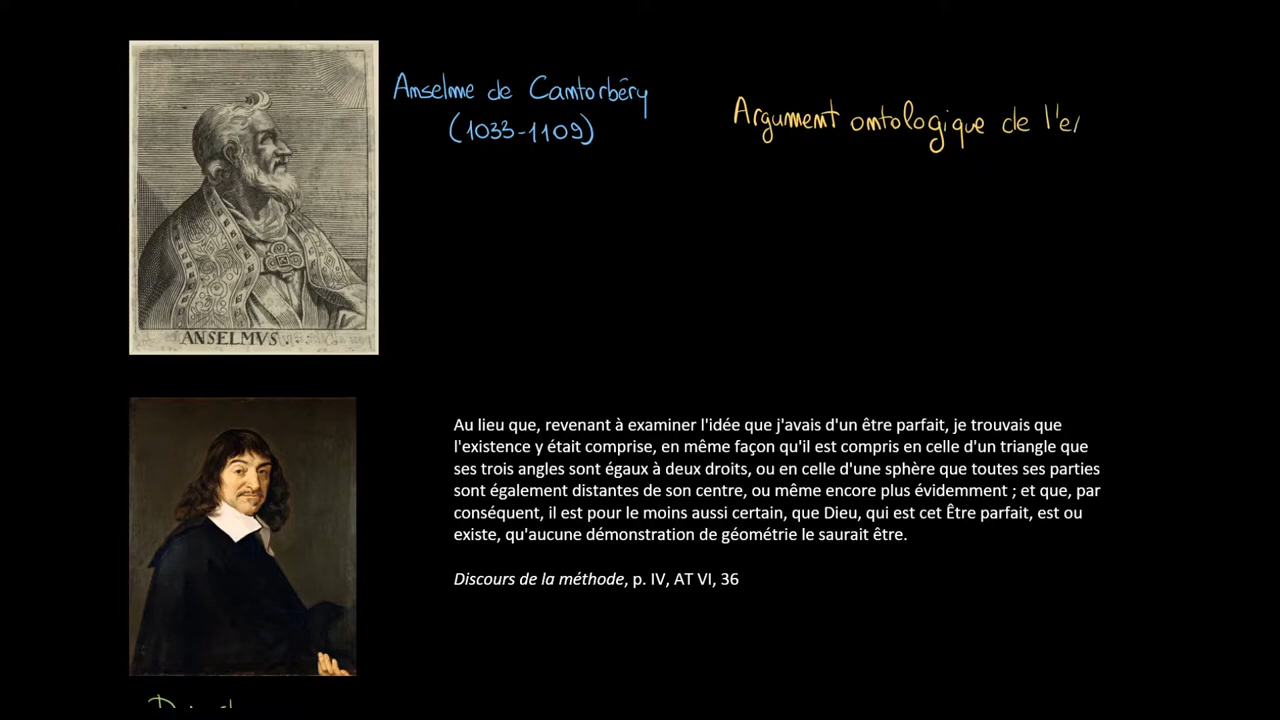 Anselme de Cantorbéry
(1033-1109)
Argument ontologique de l'e
ANSELMVS.
Au lieu que, revenant à examiner l'idée que j'avais d'un être parfait, je trouvais que
l'existence y était comprise, en même façon qu'il est compris en celle d'un triangle que
ses trois angles sont égaux à deux droits, ou en celle d'une sphère que toutes ses parties
sont également distantes de son centre, ou même encore plus évidemment ; et que, par
conséquent, il est pour le moins aussi certain, que Dieu, qui est cet Être parfait, est ou
existe, qu'aucune démonstration de géométrie le saurait être.
Discours de la méthode, p. IV, AT VI, 36